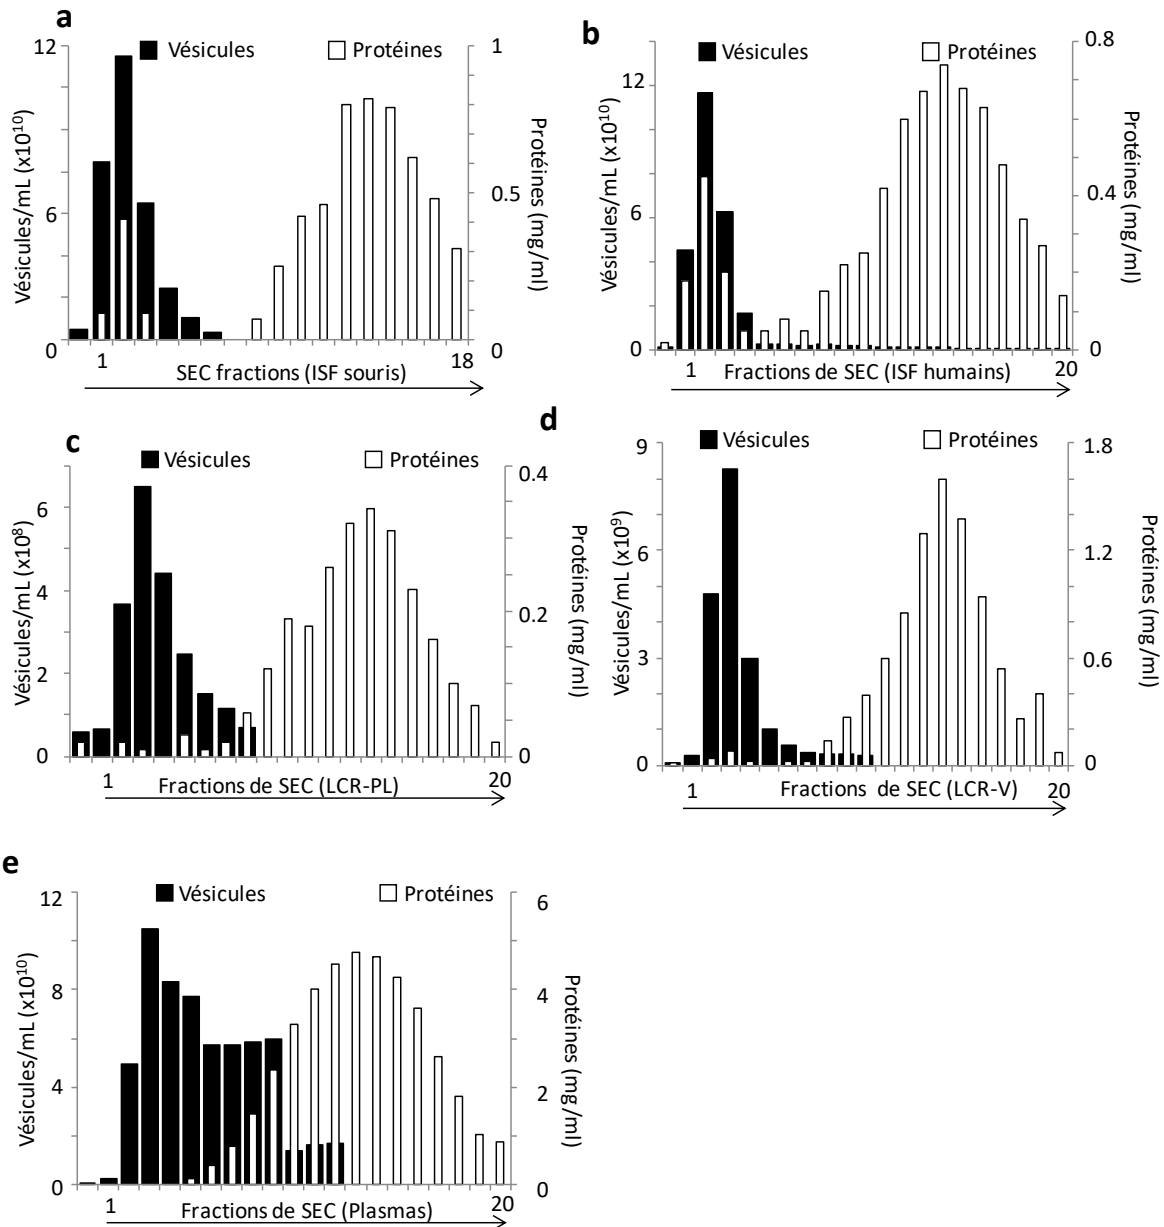 a
Vésicules
Protéines
12
6
0
1
0.5
0
Vésicules/mL (x10¹⁰)
Protéines (mg/ml)
1
18
SEC fractions (ISF souris)
b
Vésicules
Protéines
12
6
0
0.8
0.4
0
Vésicules/mL (x10¹⁰)
Protéines (mg/ml)
1
20
Fractions de SEC (ISF humains)
c
Vésicules
Protéines
6
4
2
0
0.4
0.2
0
Vésicules/mL (x10⁸)
Protéines (mg/ml)
1
20
Fractions de SEC (LCR-PL)
d
Vésicules
Protéines
9
6
3
0
1.8
1.2
0.6
0
Vésicules/mL (x10⁹)
Protéines (mg/ml)
1
20
Fractions de SEC (LCR-V)
e
Vésicules
Protéines
12
8
4
0
6
4
2
0
Vésicules/mL (x10¹⁰)
Protéines (mg/ml)
1
20
Fractions de SEC (Plasmas)